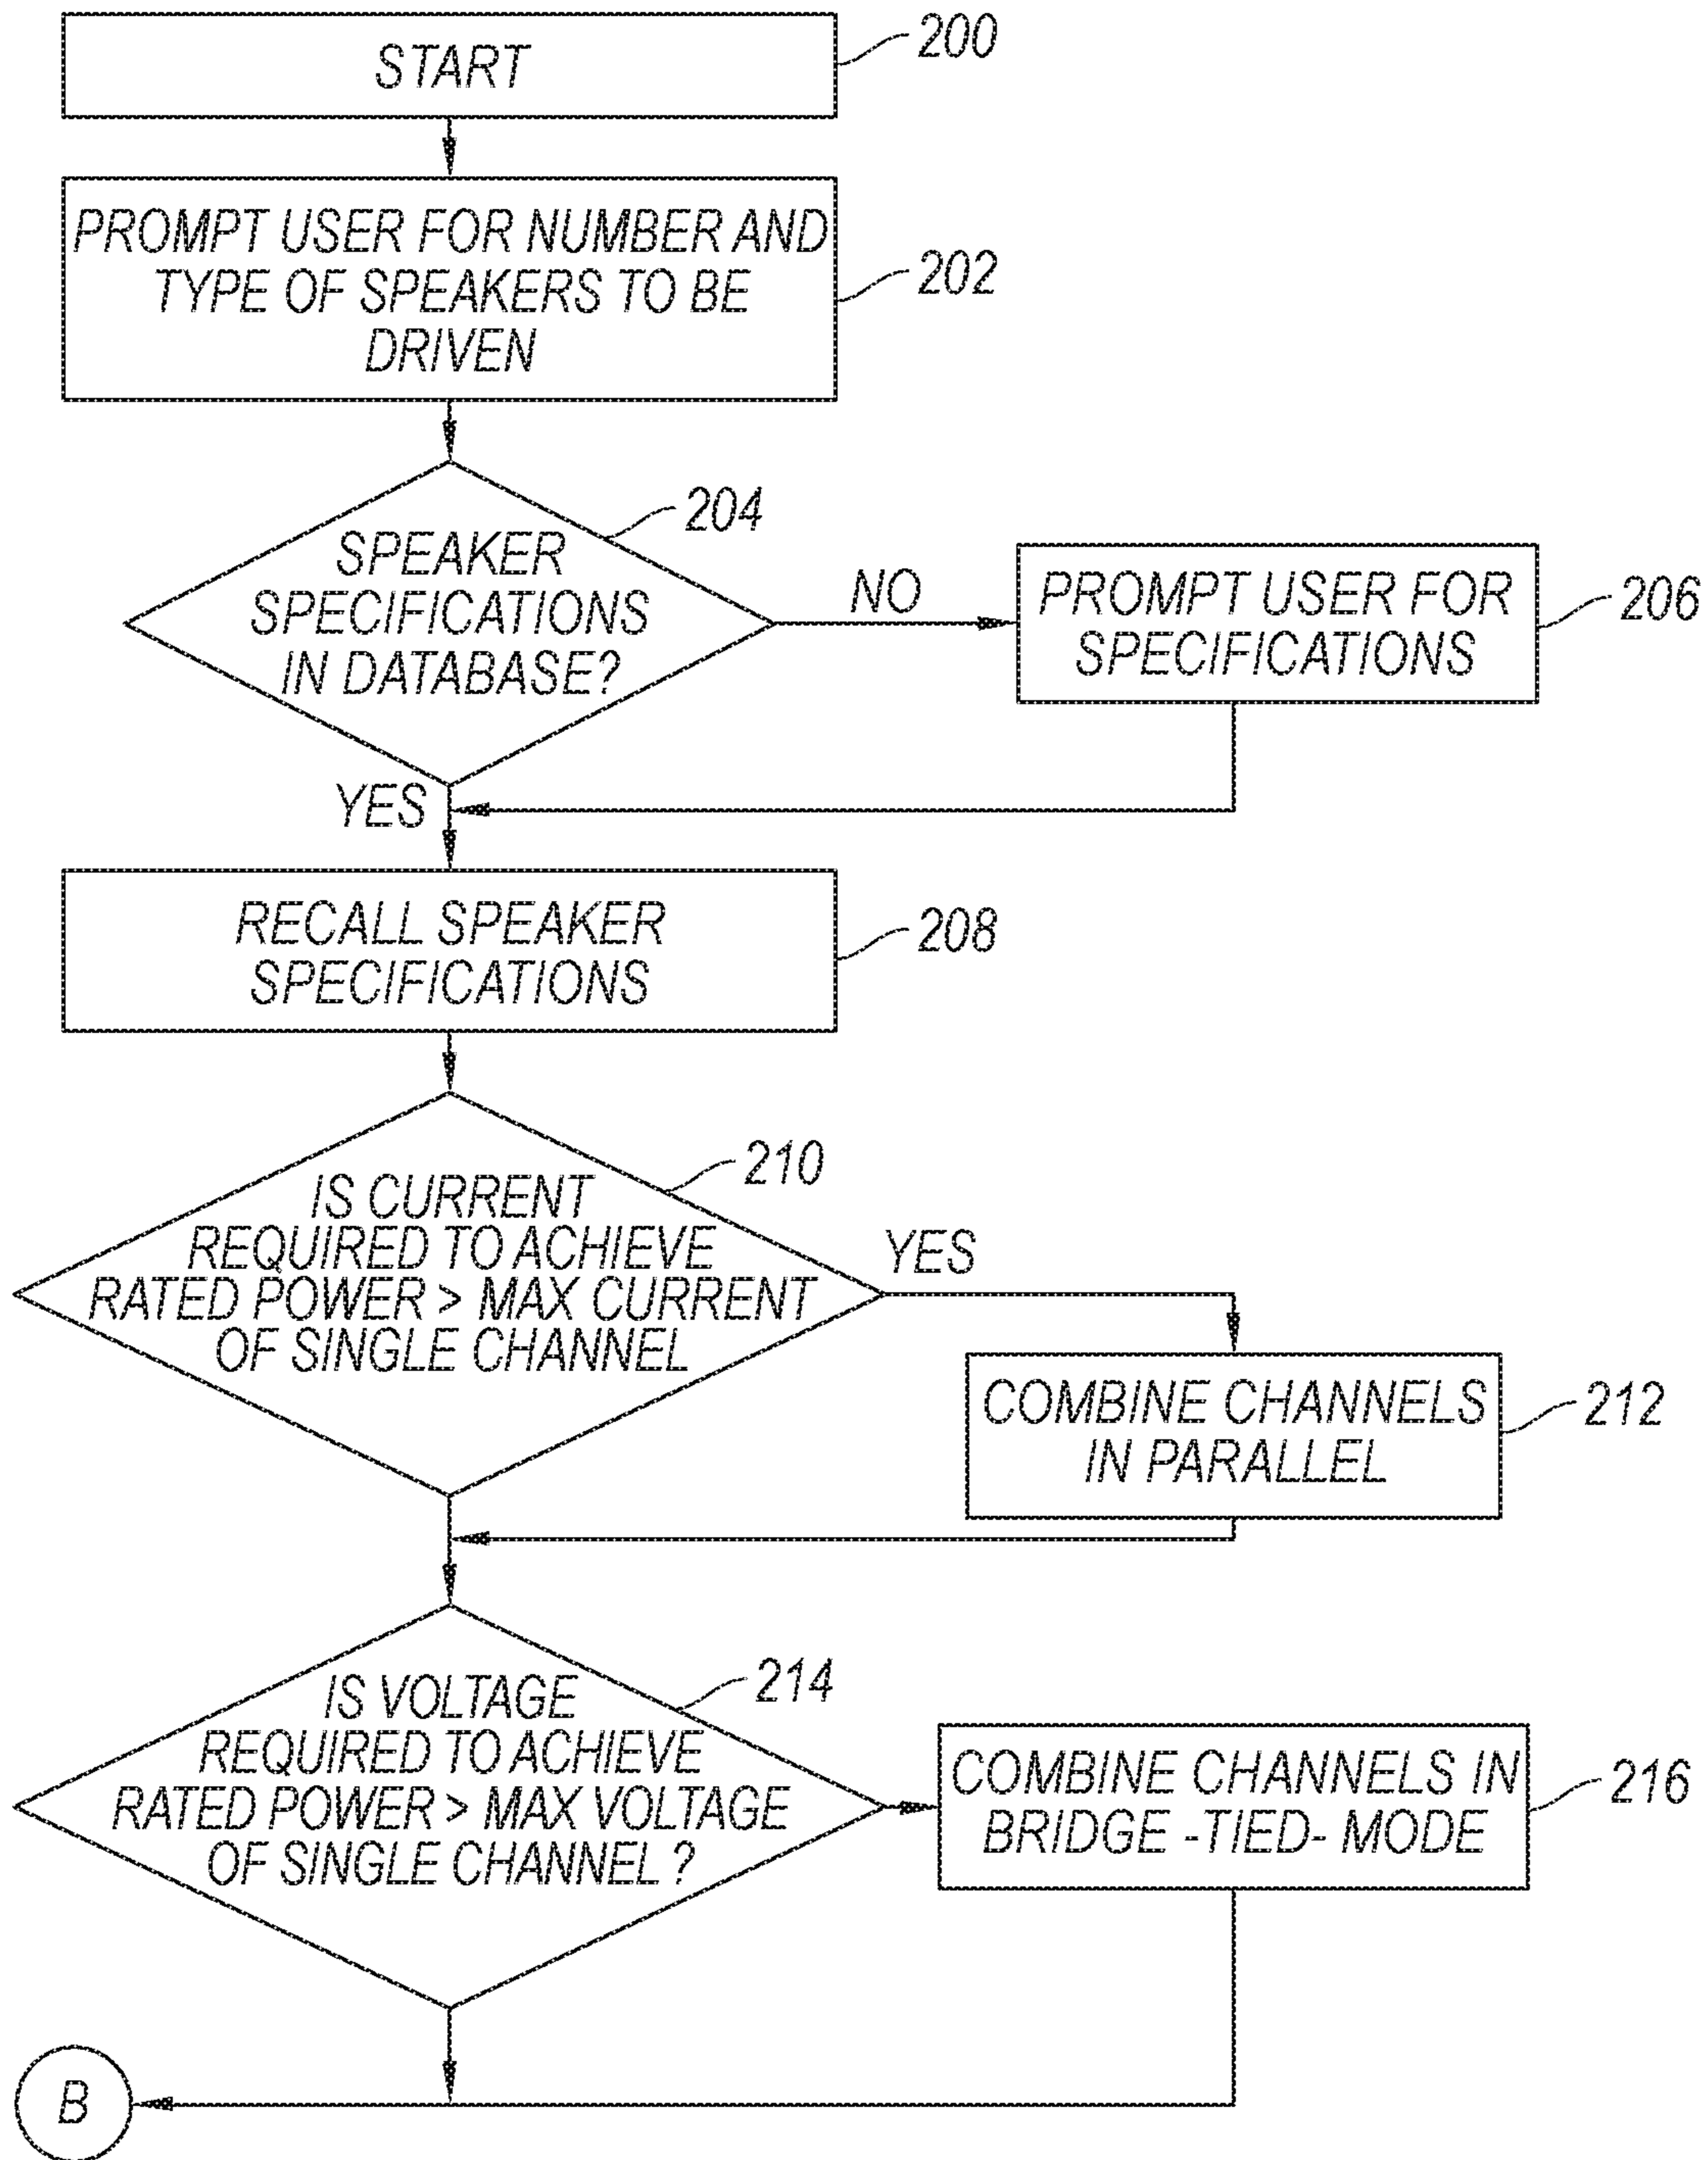 START
200
PROMPT USER FOR NUMBER AND
TYPE OF SPEAKERS TO BE
DRIVEN
202
SPEAKER
SPECIFICATIONS
IN DATABASE?
204
NO
PROMPT USER FOR
SPECIFICATIONS
206
YES
RECALL SPEAKER
SPECIFICATIONS
208
IS CURRENT
REQUIRED TO ACHIEVE
RATED POWER > MAX CURRENT
OF SINGLE CHANNEL
210
YES
COMBINE CHANNELS
IN PARALLEL
212
IS VOLTAGE
REQUIRED TO ACHIEVE
RATED POWER > MAX VOLTAGE
OF SINGLE CHANNEL ?
214
COMBINE CHANNELS IN
BRIDGE -TIED- MODE
216
B